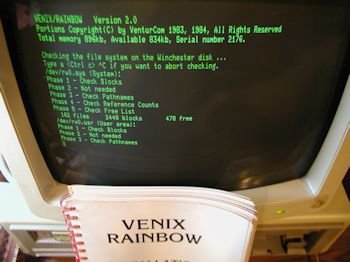 VENIX/RAINBOW Version 2.0
Portions Copyright(C) by VenturCom 1983, 1984, All Rights Reserved
Total memory 896kb, Available 834kb, Serial number 2176.
Checking the file system on the Winchester disk ...
Type a (Ctrl c) ^C if you want to abort checking.
/dev/rw0.sys (System):
Phase 1 - Check Blocks
Phase 2 - Not needed
Phase 3 - Check Pathnames
Phase 4 - Check Reference Counts
Phase 5 - Check Free List
162 files 2448 blocks 478 free
/dev/rw0.usr (User area):
Phase 1 - Check Blocks
Phase 2 - Not needed
Phase 3 - Check Pathnames
VENIX
RAINBOW